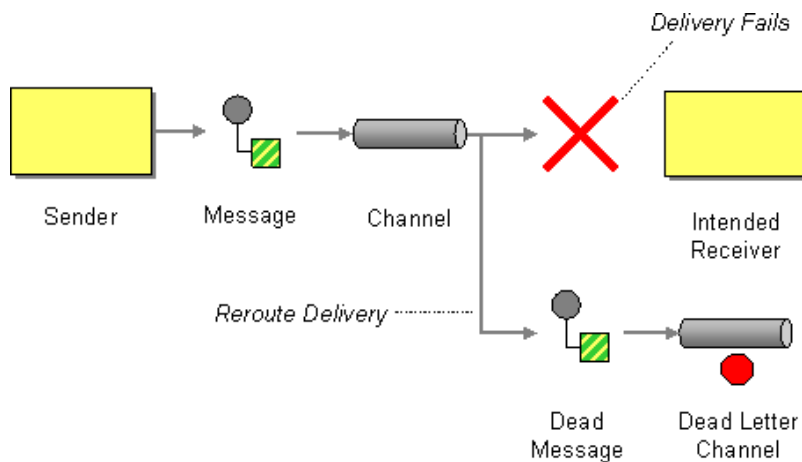 Delivery Fails
Sender
Message
Channel
Intended
Receiver
Reroute Delivery
Dead
Message
Dead Letter
Channel